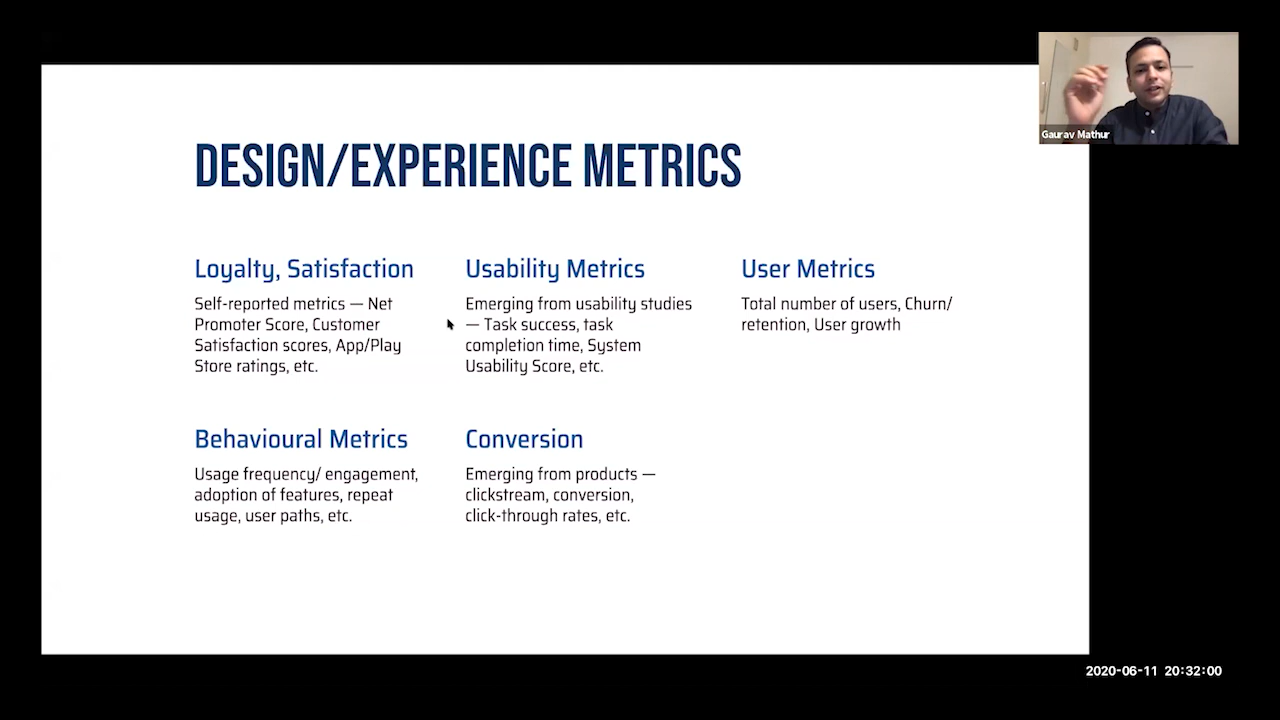 DESIGN/EXPERIENCE METRICS
Loyalty, Satisfaction
Self-reported metrics — Net
Promoter Score, Customer
Satisfaction scores, App/Play
Store ratings, etc.
Usability Metrics
Emerging from usability studies
— Task success, task
completion time, System
Usability Score, etc.
User Metrics
Total number of users, Churn/
retention, User growth
Behavioural Metrics
Usage frequency/ engagement,
adoption of features, repeat
usage, user paths, etc.
Conversion
Emerging from products —
clickstream, conversion,
click-through rates, etc.
Gaurav Mathur
2020-06-11 20:32:00